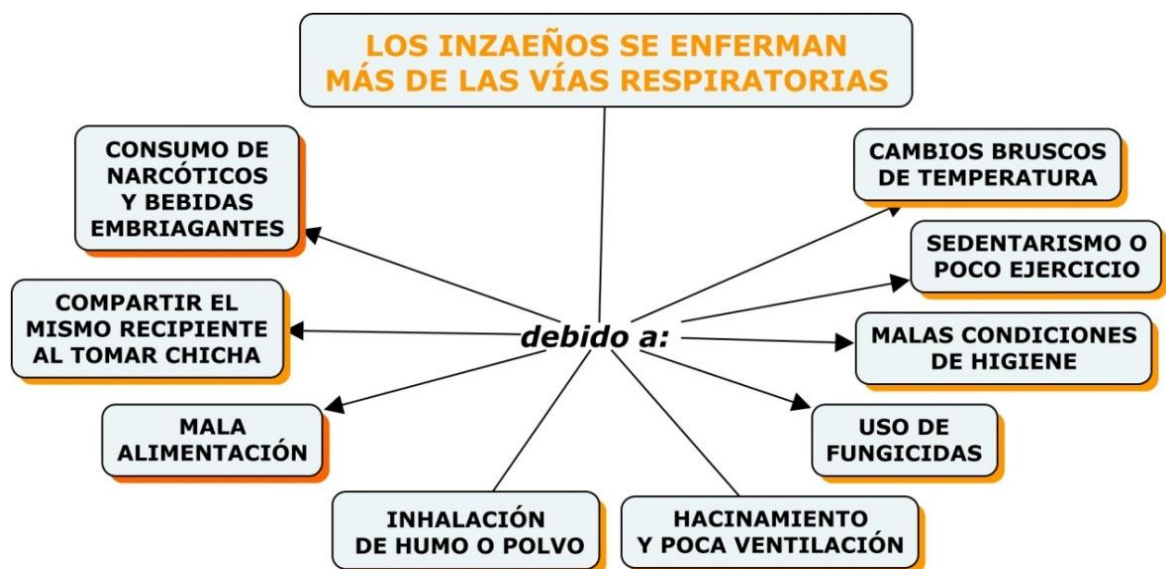 LOS INZAEÑOS SE ENFERMAN
MÁS DE LAS VÍAS RESPIRATORIAS
CONSUMO DE
NARCÓTICOS
Y BEBIDAS
EMBRIAGANTES
CAMBIOS BRUSCOS
DE TEMPERATURA
SEDENTARISMO O
POCO EJERCICIO
COMPARTIR EL
MISMO RECIPIENTE
AL TOMAR CHICHA
debido a:
MALAS CONDICIONES
DE HIGIENE
MALA
ALIMENTACIÓN
USO DE
FUNGICIDAS
INHALACIÓN
DE HUMO O POLVO
HACINAMIENTO
Y POCA VENTILACIÓN